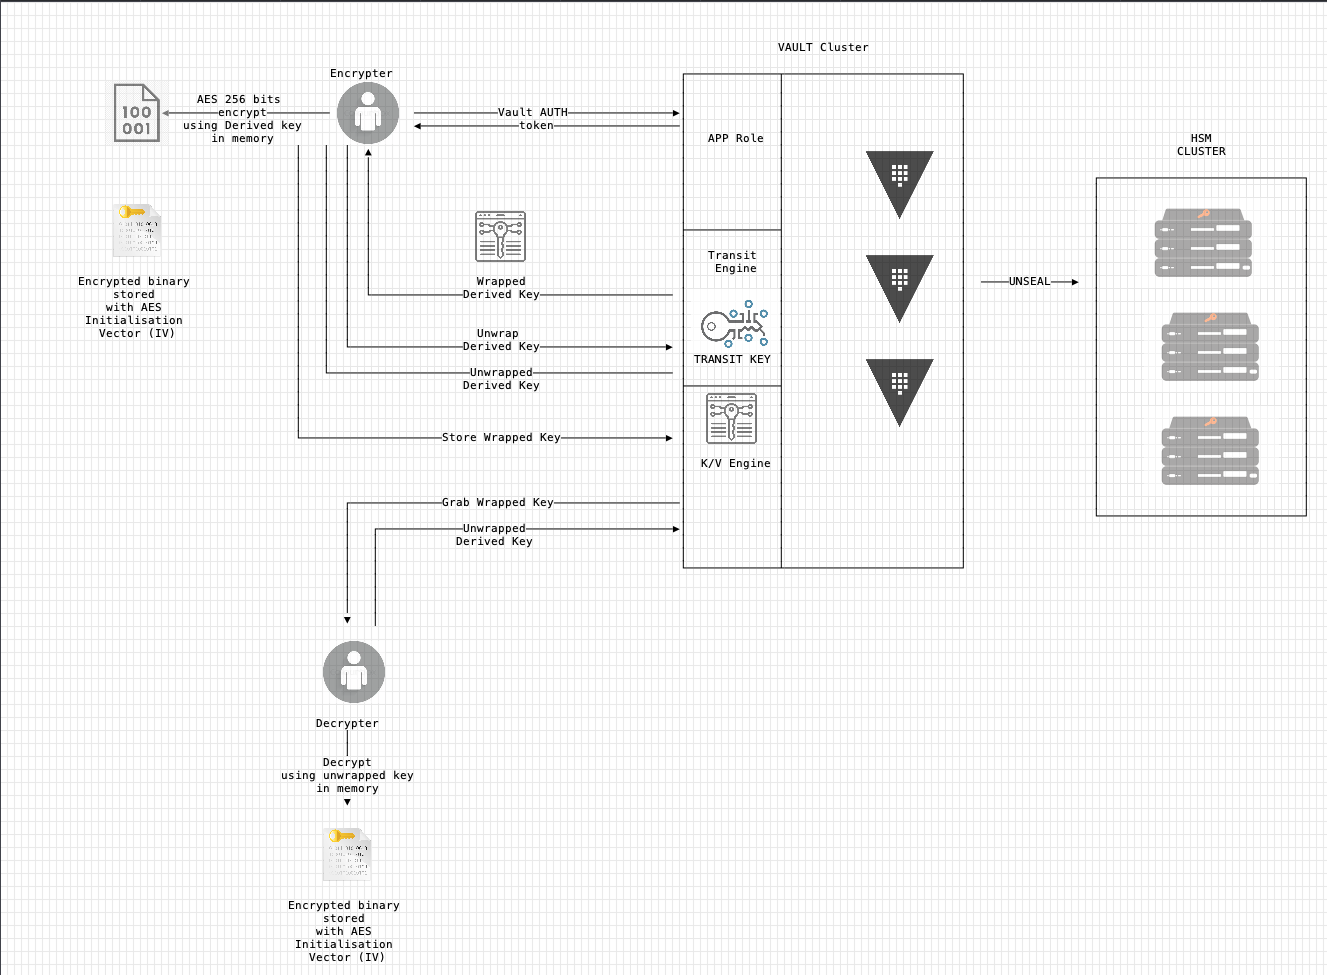 VAULT Cluster
Encrypter
AES 256 bits
encrypt
using Derived key
in memory
100
001
Vault AUTH
token
APP Role
HSM
CLUSTER
Transit
Engine
Wrapped
Derived Key
Encrypted binary
stored
with AES
Initialisation
Vector (IV)
UNSEAL
Unwrap
Derived Key
TRANSIT KEY
Unwrapped
Derived Key
Store Wrapped Key
K/V Engine
Grab Wrapped Key
Unwrapped
Derived Key
Decrypter
Decrypt
using unwrapped key
in memory
Encrypted binary
stored
with AES
Initialisation
Vector (IV)